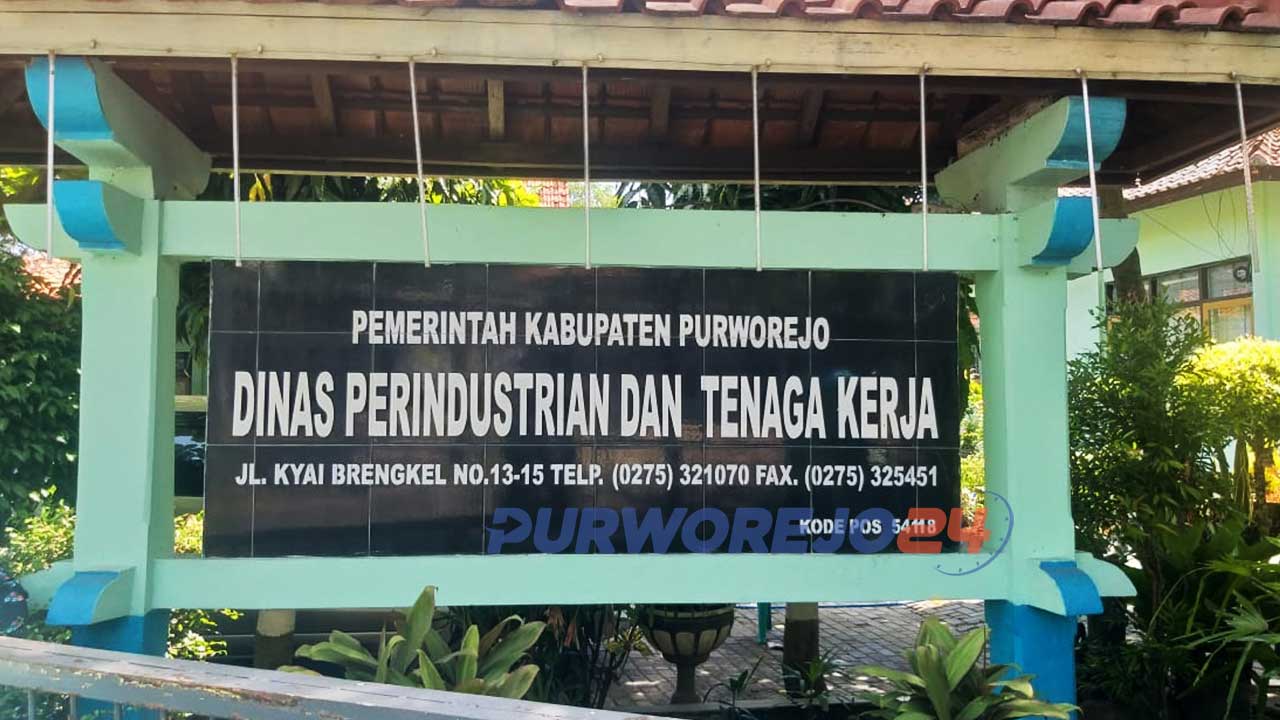 PEMERINTAH KABUPATEN PURWOREJO
DINAS PERINDUSTRIAN DAN TENAGA KERJA
JL. KYAI BRENGKEL NO.13-15 TELP. (0275) 321070 FAX. (0275) 325451
KODE POS 54118
PURWOREJO24